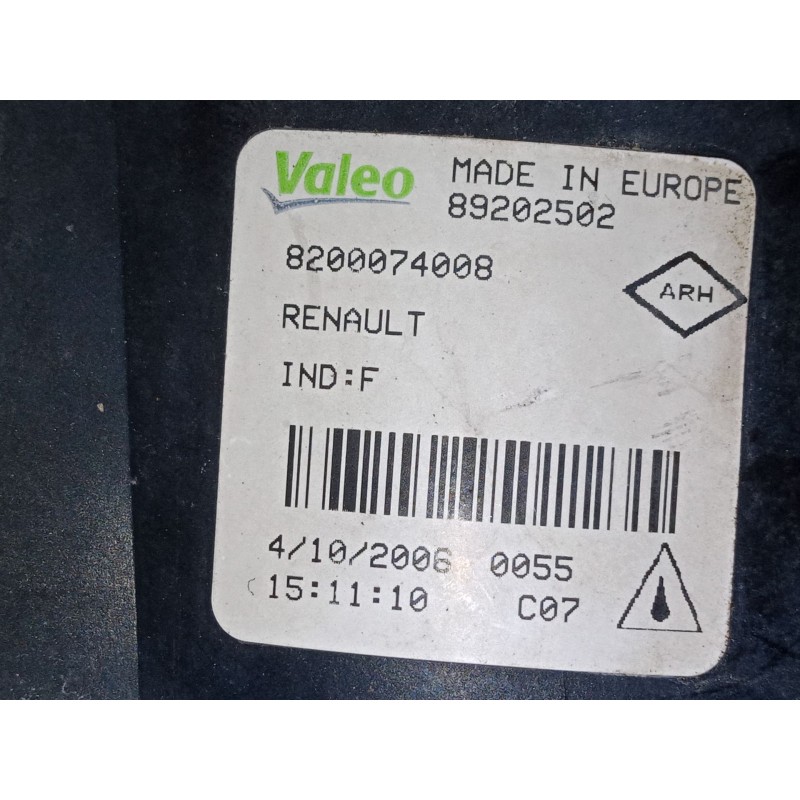 Valeo MADE IN EUROPE
89202502
8200074008
ARH
RENAULT
IND:F
4/10/2006 0055
15:11:10 C07